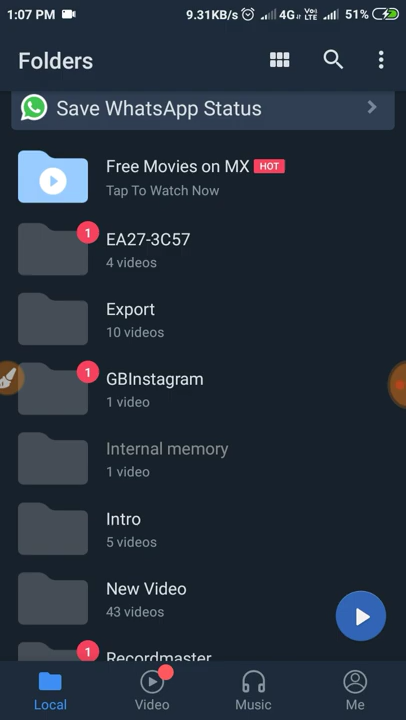 1:07 PM 9.31KB/s 4G VoLTE 51%
Folders
Save WhatsApp Status
Free Movies on MX HOT
Tap To Watch Now
1
EA27-3C57
4 videos
Export
10 videos
1
GBInstagram
1 video
Internal memory
1 video
Intro
5 videos
New Video
43 videos
1
Recordmaster
Local Video Music Me